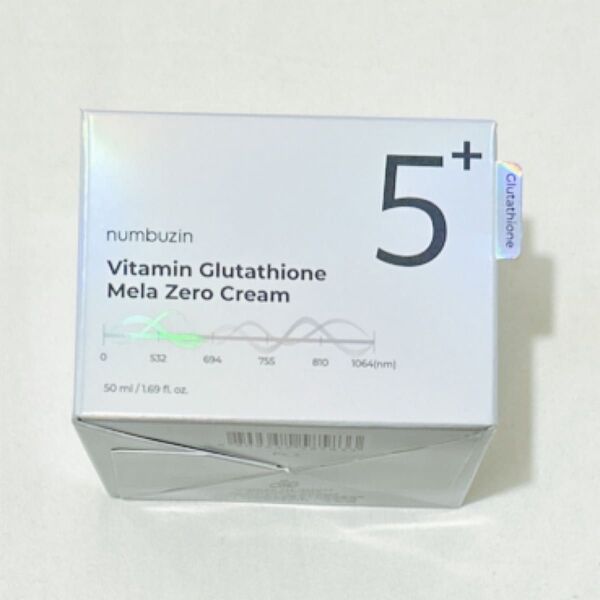 5+
Glutathione
numbuzin
Vitamin Glutathione
Mela Zero Cream
0 532 694 755 810 1064(nm)
50 ml / 1.69 fl. oz.